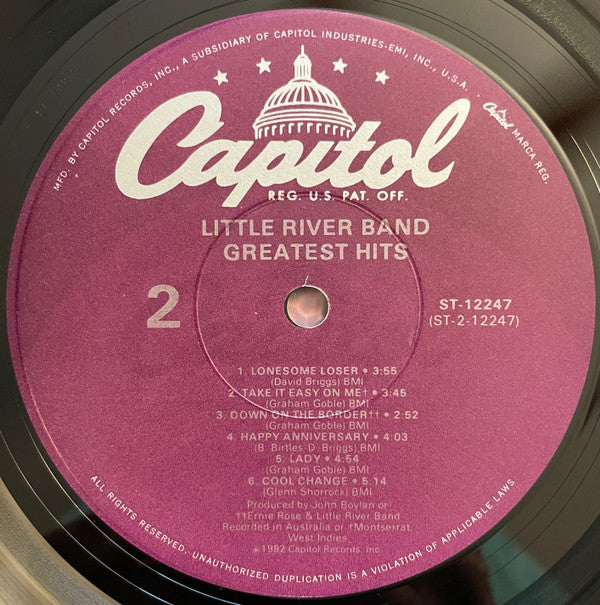 MFD. BY CAPITOL RECORDS, INC., A SUBSIDIARY OF CAPITOL INDUSTRIES-EMI, INC., U.S.A.
Capitol MARCA REG.
Capitol
REG. U.S. PAT. OFF.
LITTLE RIVER BAND
GREATEST HITS
2
ST-12247
(ST-2-12247)
1. LONESOME LOSER • 3:55
(David Briggs) BMI
2. TAKE IT EASY ON ME† • 3:45
(Graham Goble) BMI
3. DOWN ON THE BORDER†† • 2:52
(Graham Goble) BMI
4. HAPPY ANNIVERSARY • 4:03
(B. Birtles-D. Briggs) BMI
5. LADY • 4:54
(Graham Goble) BMI
6. COOL CHANGE • 5:14
(Glenn Shorrock) BMI
Produced by John Boylan or
††Ernie Rose & Little River Band
Recorded in Australia or †Montserrat,
West Indies
℗1982 Capitol Records, Inc.
ALL RIGHTS RESERVED. UNAUTHORIZED DUPLICATION IS A VIOLATION OF APPLICABLE LAWS